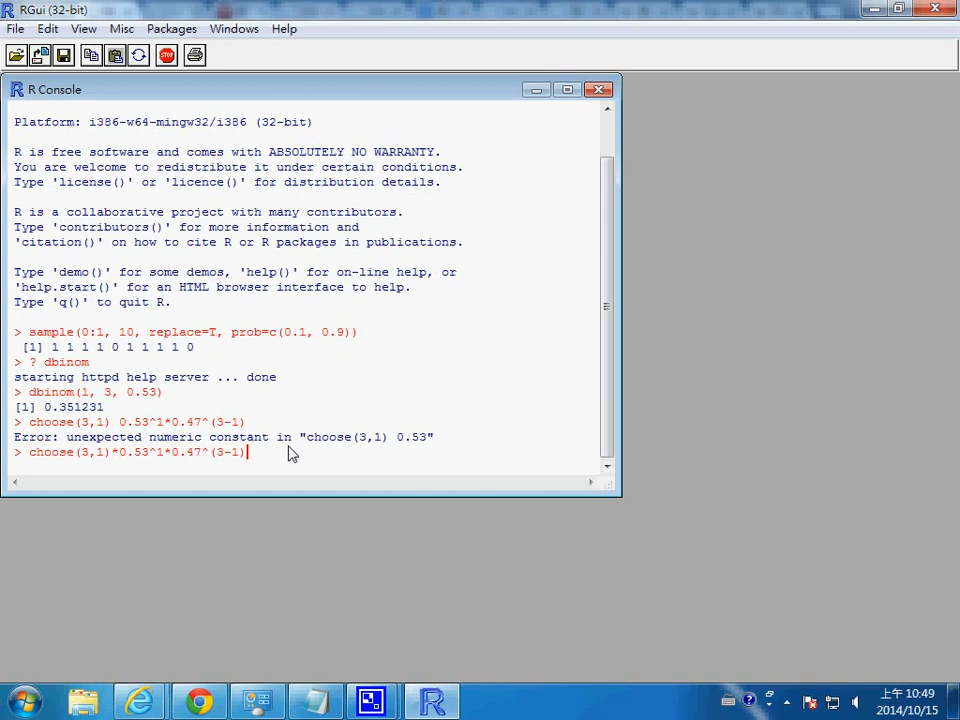 RGui (32-bit)
File Edit View Misc Packages Windows Help
STOP
R Console
Platform: i386-w64-mingw32/i386 (32-bit)
R is free software and comes with ABSOLUTELY NO WARRANTY.
You are welcome to redistribute it under certain conditions.
Type 'license()' or 'licence()' for distribution details.
R is a collaborative project with many contributors.
Type 'contributors()' for more information and
'citation()' on how to cite R or R packages in publications.
Type 'demo()' for some demos, 'help()' for on-line help, or
'help.start()' for an HTML browser interface to help.
Type 'q()' to quit R.
> sample(0:1, 10, replace=T, prob=c(0.1, 0.9))
[1] 1 1 1 1 0 1 1 1 1 0
> ? dbinom
starting httpd help server ... done
> dbinom(1, 3, 0.53)
[1] 0.351231
> choose(3,1) 0.53^1*0.47^(3-1)
Error: unexpected numeric constant in "choose(3,1) 0.53"
> choose(3,1)*0.53^1*0.47^(3-1)
上午 10:49
2014/10/15